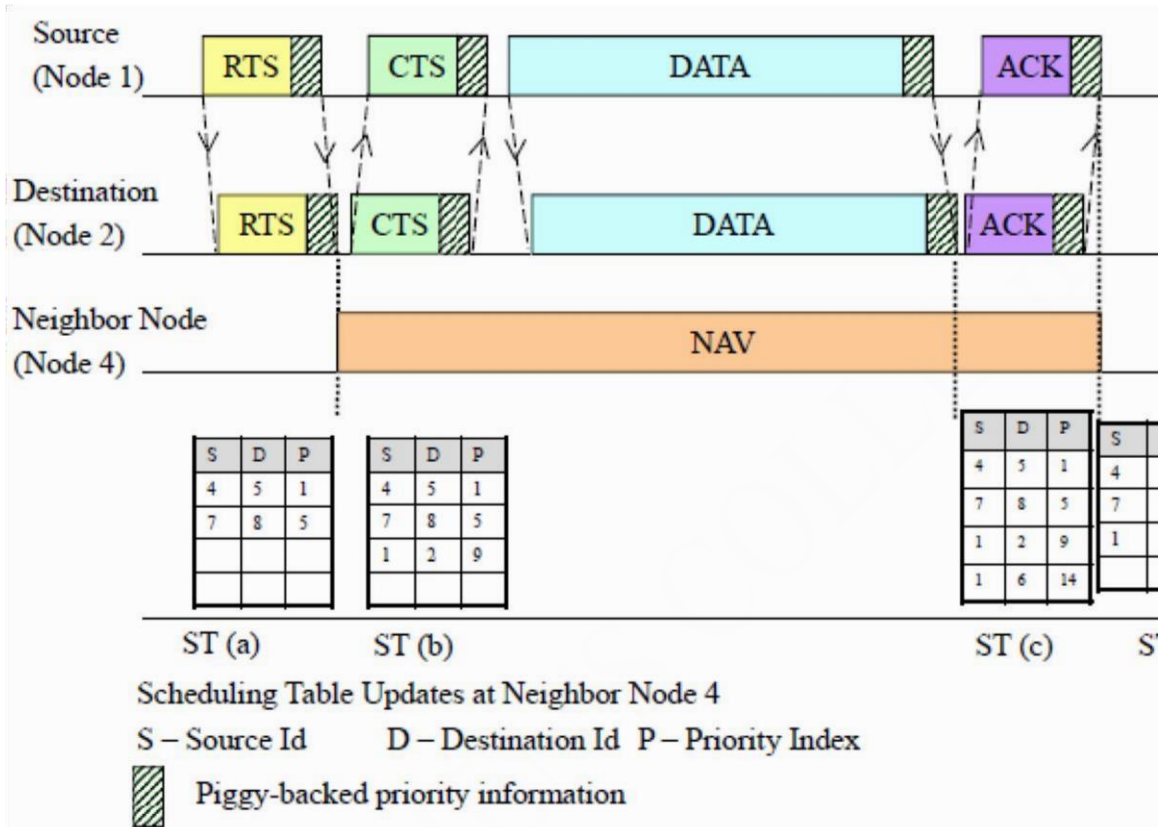 Source
(Node 1)
RTS
CTS
DATA
ACK
Destination
(Node 2)
RTS
CTS
DATA
ACK
Neighbor Node
(Node 4)
NAV
S D P
4 5 1
7 8 5
S D P
4 5 1
7 8 5
1 2 9
S D P
4 5 1
7 8 5
1 2 9
1 6 14
S
4
7
1
ST (a)
ST (b)
ST (c)
Scheduling Table Updates at Neighbor Node 4
S – Source Id D – Destination Id P – Priority Index
Piggy-backed priority information